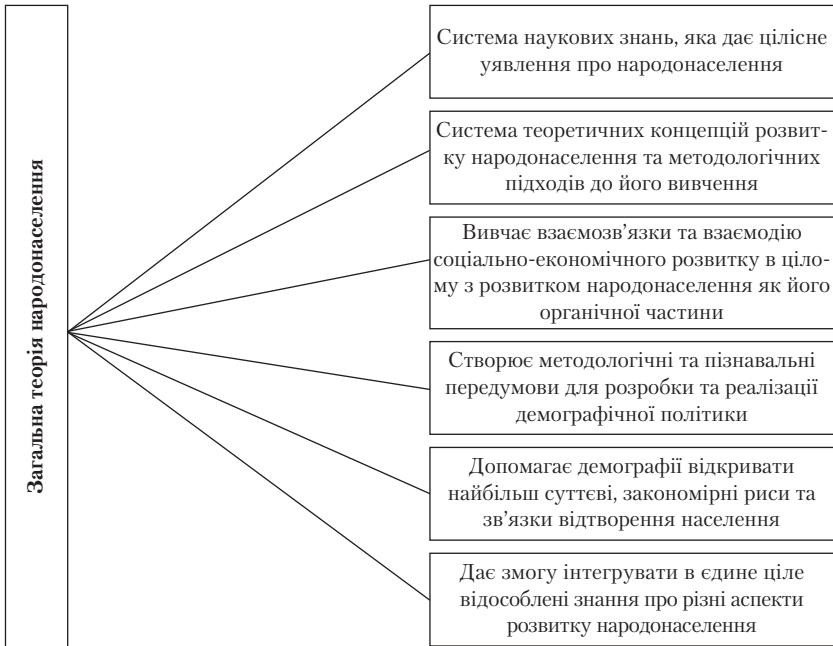 Загальна теорія народонаселення
Система наукових знань, яка дає цілісне
уявлення про народонаселення
Система теоретичних концепцій розвит-
ку народонаселення та методологічних
підходів до його вивчення
Вивчає взаємозв’язки та взаємодію
соціально-економічного розвитку в ціло-
му з розвитком народонаселення як його
органічної частини
Створює методологічні та пізнавальні
передумови для розробки та реалізації
демографічної політики
Допомагає демографії відкривати
найбільш суттєві, закономірні риси та
зв’язки відтворення населення
Дає змогу інтегрувати в єдине ціле
відособлені знання про різні аспекти
розвитку народонаселення